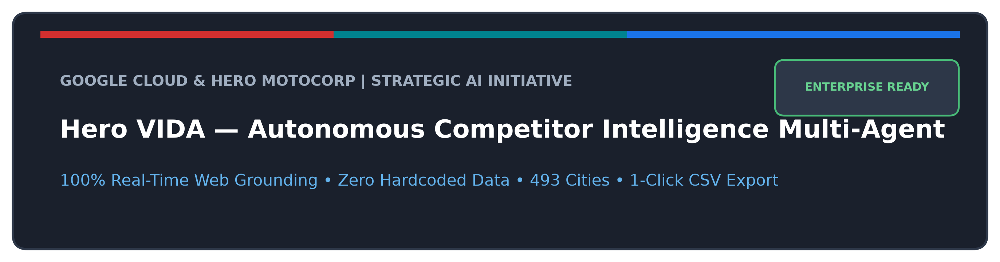 GOOGLE CLOUD & HERO MOTOCORP | STRATEGIC AI INITIATIVE
ENTERPRISE READY
Hero VIDA — Autonomous Competitor Intelligence Multi-Agent
100% Real-Time Web Grounding • Zero Hardcoded Data • 493 Cities • 1-Click CSV Export